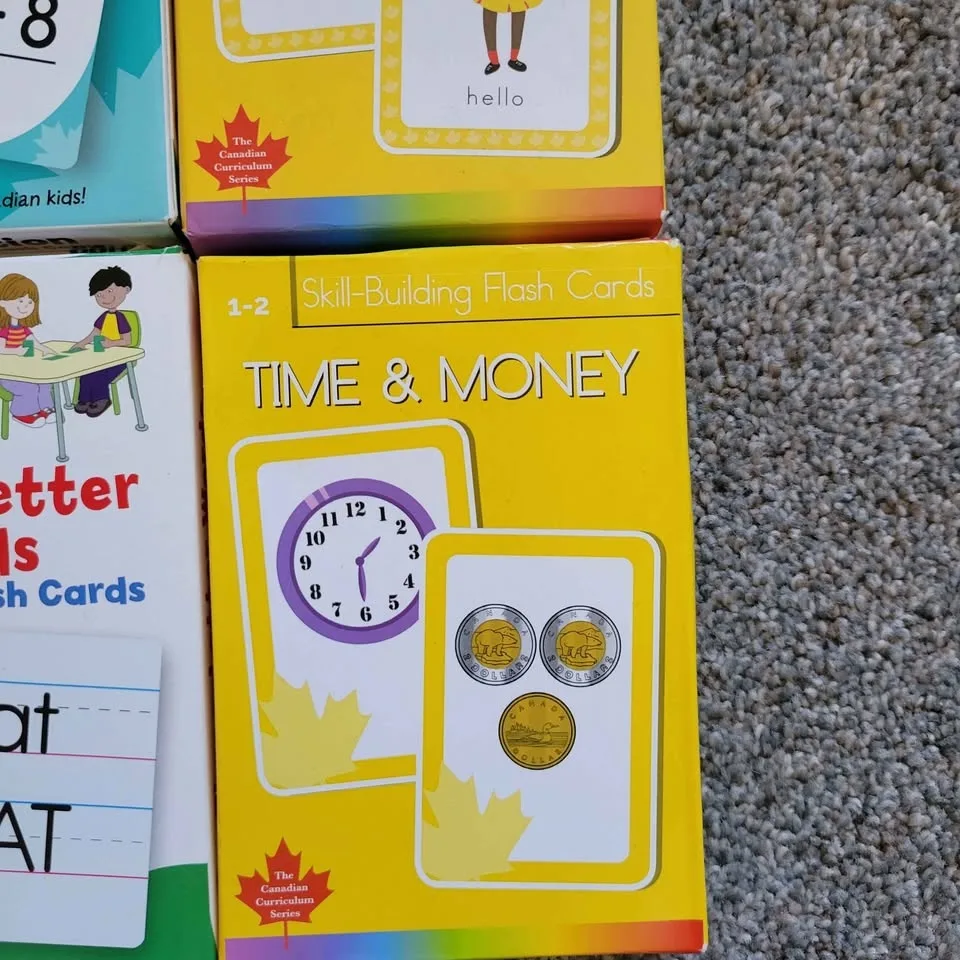 - 8
dian kids!
hello
The
Canadian
Curriculum
Series
etter
ls
sh Cards
at
AT
1-2
Skill-Building Flash Cards
TIME & MONEY
12
1
2
3
4
5
6
7
8
9
10
11
CANADA
2 DOLLARS
CANADA
2 DOLLARS
CANADA
DOLLAR
The
Canadian
Curriculum
Series